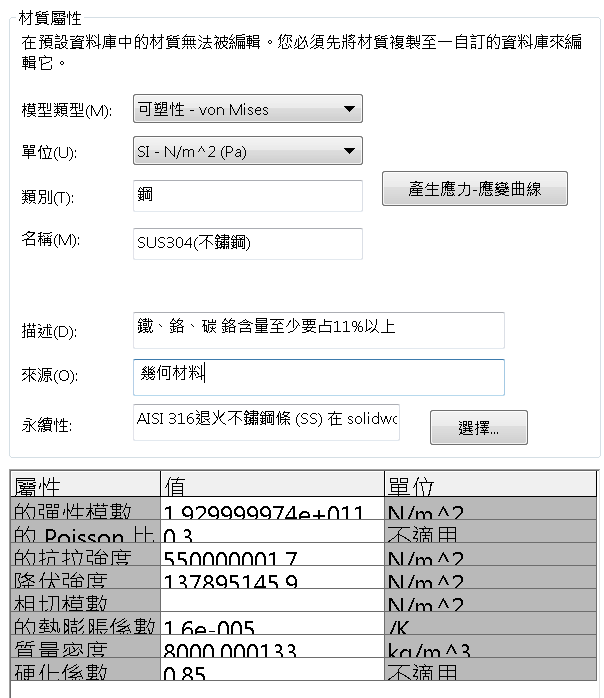 材質屬性
在預設資料庫中的材質無法被編輯。您必須先將材質複製至一自訂的資料庫來編
輯它。
模型類型(M): 可塑性 - von Mises
單位(U): SI - N/m^2 (Pa)
類別(T): 鋼 產生應力-應變曲線
名稱(M): SUS304(不鏽鋼)
描述(D): 鐵、鉻、碳 鉻含量至少要占11%以上
來源(O): 幾何材料
永續性: AISI 316退火不鏽鋼條 (SS) 在 solidwo 選擇...
屬性 值 單位
的彈性模數 1.929999974e+011 N/m^2
的 Poisson 比 0.3 不適用
的抗拉強度 550000001.7 N/m^2
降伏強度 137895145.9 N/m^2
相切模數 N/m^2
的熱膨脹係數 1.6e-005 /K
質量密度 8000.000133 kg/m^3
硬化係數 0.85 不適用